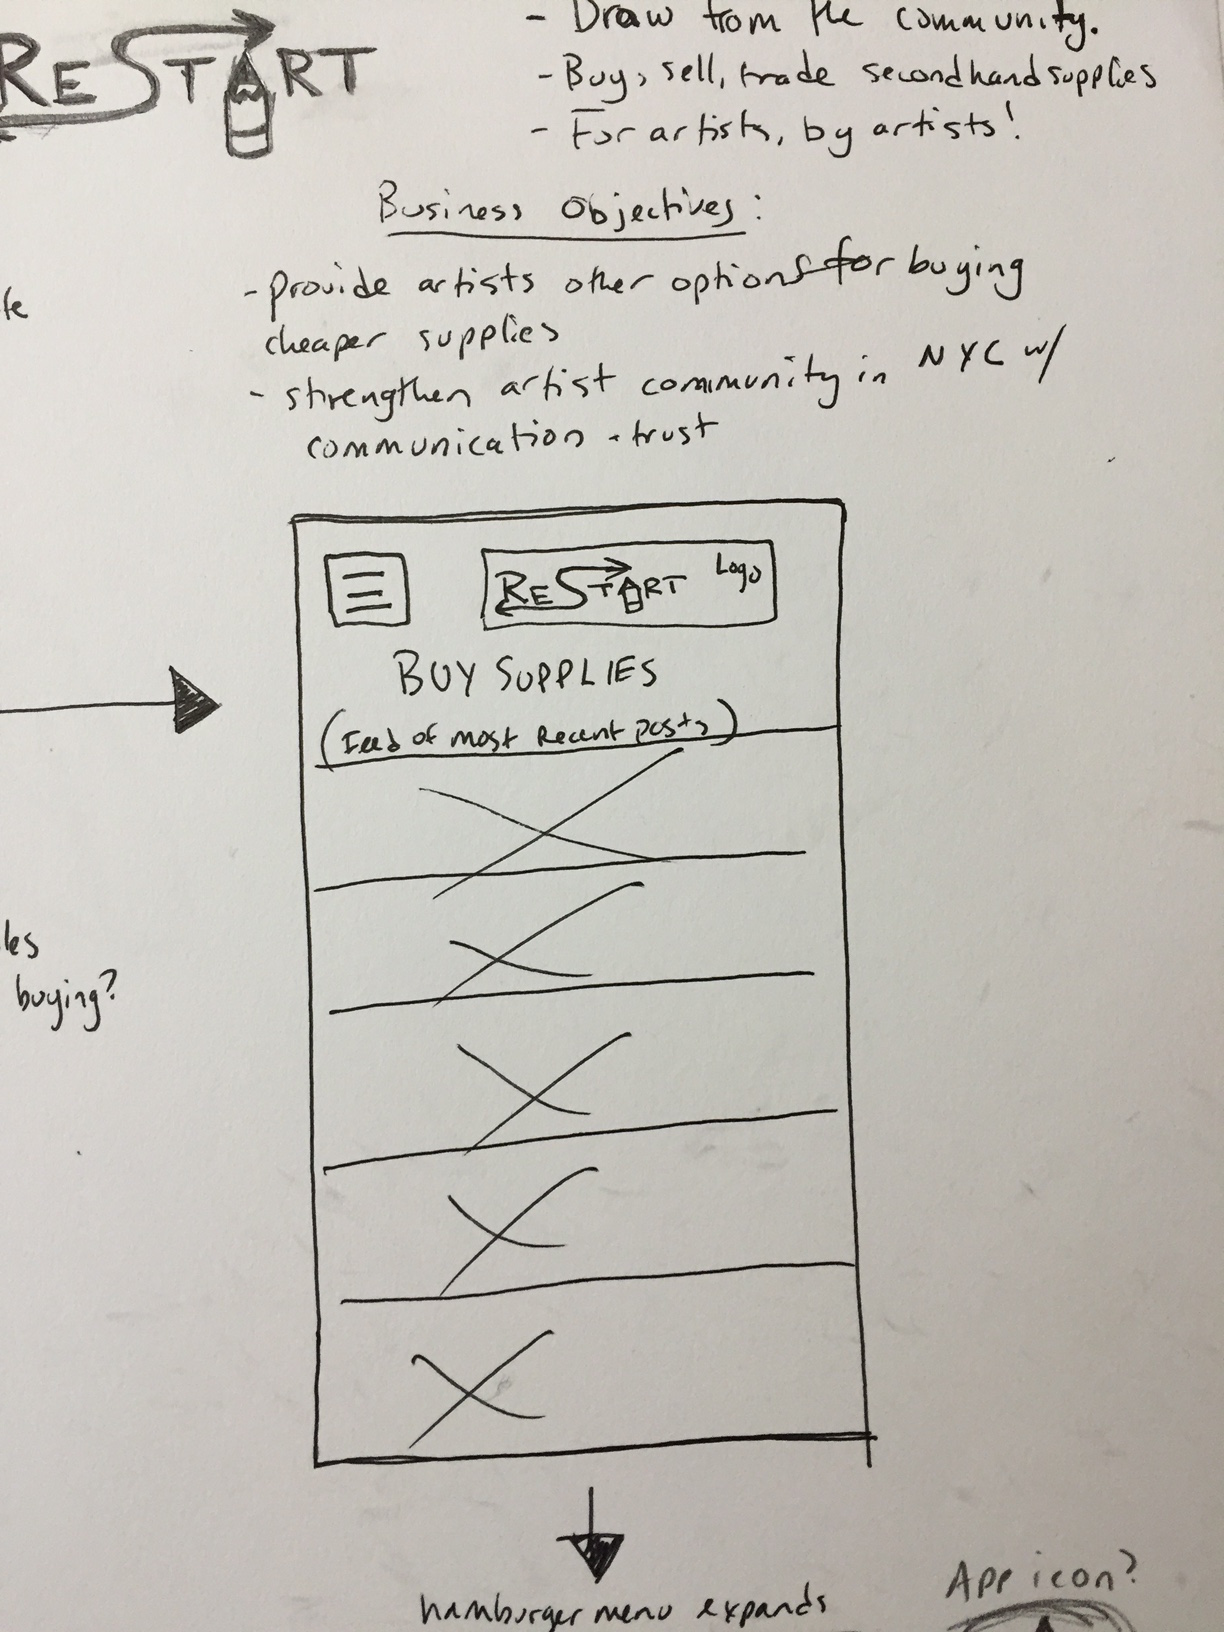 - Draw from the community.
RESTART
- Buy, sell, trade secondhand supplies
- For artists, by artists!
Business Objectives:
- provide artists other options for buying
cheaper supplies
- strengthen artist community in NYC w/
communication + trust
RESTART Logo
BUY SUPPLIES
(Feed of most recent posts)
buying?
hamburger menu expands
App icon?